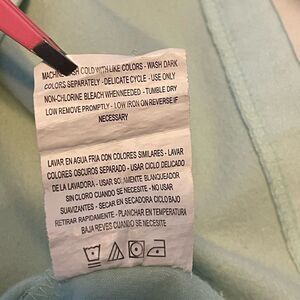 MACHINE WASH COLD WITH LIKE COLORS - WASH DARK
COLORS SEPARATELY - DELICATE CYCLE - USE ONLY
NON-CHLORINE BLEACH WHEN NEEDED - TUMBLE DRY
LOW REMOVE PROMPTLY - LOW IRON ON REVERSE IF
NECESSARY
LAVAR EN AGUA FRIA CON COLORES SIMILARES - LAVAR
COLORES OSCUROS SEPARADO - USAR CICLO DELICADO
DE LA LAVADORA - USAR SOLAMENTE BLANQUEADOR
SIN CLORO CUANDO SE NECESITE - NO USAR
SUAVIZANTES - SECAR EN SECADORA CICLO BAJO
RETIRAR RAPIDAMENTE - PLANCHAR EN TEMPERATURA
BAJA REVES CUANDO SE NECESITE